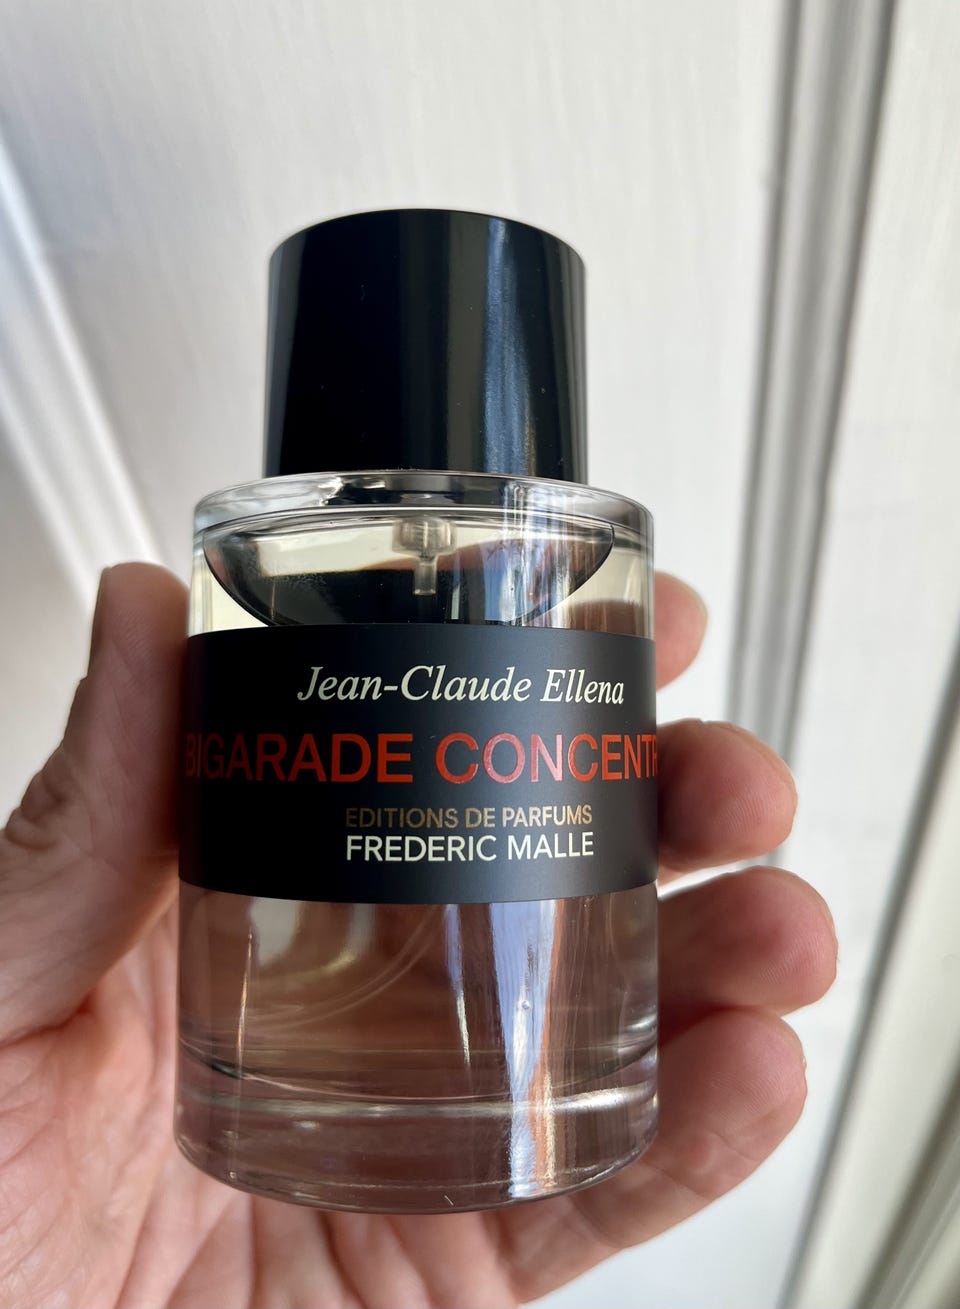 Jean-Claude Ellena
BIGARADE CONCENTR
EDITIONS DE PARFUMS
FREDERIC MALLE